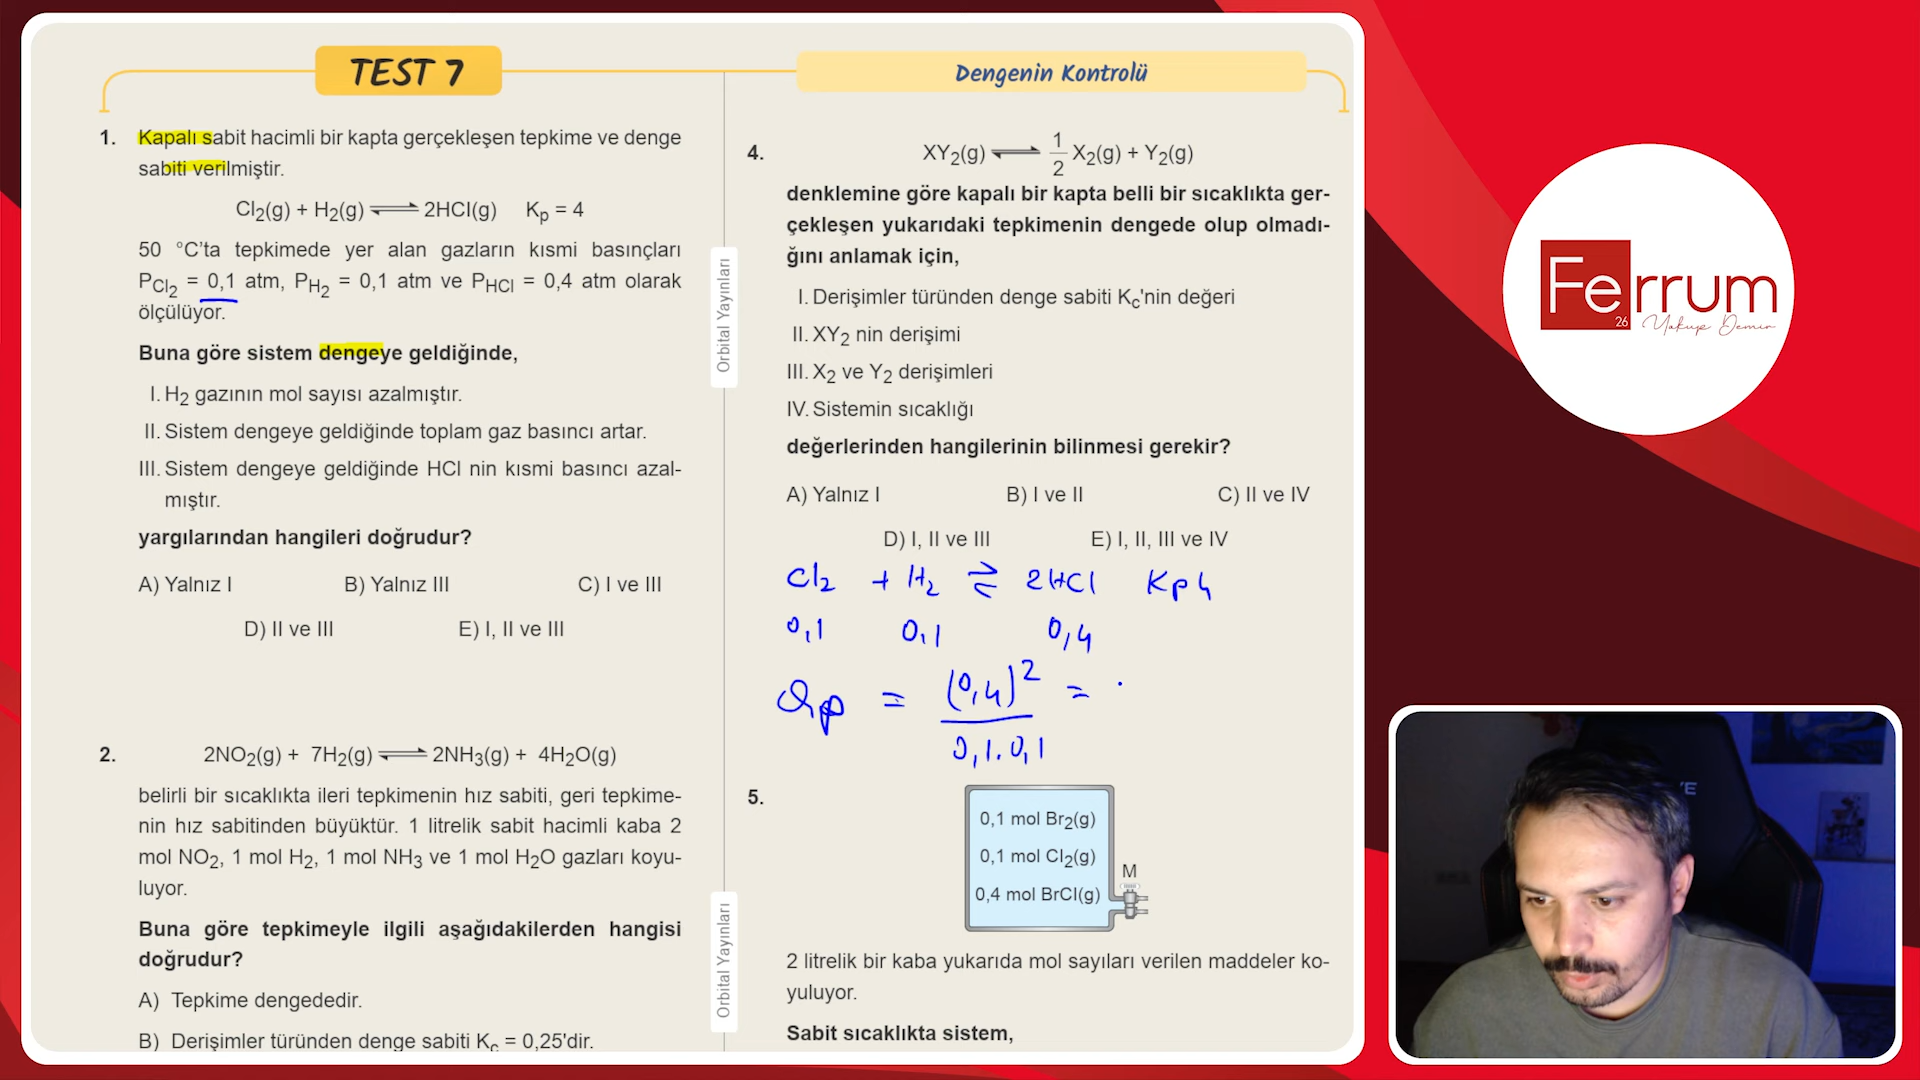 TEST 7
Dengenin Kontrolü
1. Kapalı sabit hacimli bir kapta gerçekleşen tepkime ve denge
sabiti verilmiştir.
Cl₂(g) + H₂(g) ⇌ 2HCl(g) Kp = 4
50 °C'ta tepkimede yer alan gazların kısmi basınçları
PCl₂ = 0,1 atm, PH₂ = 0,1 atm ve PHCl = 0,4 atm olarak
ölçülüyor.
Buna göre sistem dengeye geldiğinde,
I. H₂ gazının mol sayısı azalmıştır.
II. Sistem dengeye geldiğinde toplam gaz basıncı artar.
III. Sistem dengeye geldiğinde HCl nin kısmi basıncı azal-
mıştır.
yargılarından hangileri doğrudur?
A) Yalnız I B) Yalnız III C) I ve III
D) II ve III E) I, II ve III
2. 2NO₂(g) + 7H₂(g) ⇌ 2NH₃(g) + 4H₂O(g)
belirli bir sıcaklıkta ileri tepkimenin hız sabiti, geri tepkime-
nin hız sabitinden büyüktür. 1 litrelik sabit hacimli kaba 2
mol NO₂, 1 mol H₂, 1 mol NH₃ ve 1 mol H₂O gazları koyu-
luyor.
Buna göre tepkimeyle ilgili aşağıdakilerden hangisi
doğrudur?
A) Tepkime dengededir.
B) Derişimler türünden denge sabiti Kc = 0,25'dir.
Orbital Yayınları
Orbital Yayınları
4. XY₂(g) ⇌ 1/2 X₂(g) + Y₂(g)
denklemine göre kapalı bir kapta belli bir sıcaklıkta ger-
çekleşen yukarıdaki tepkimenin dengede olup olmadı-
ğını anlamak için,
I. Derişimler türünden denge sabiti Kc'nin değeri
II. XY₂ nin derişimi
III. X₂ ve Y₂ derişimleri
IV. Sistemin sıcaklığı
değerlerinden hangilerinin bilinmesi gerekir?
A) Yalnız I B) I ve II C) II ve IV
D) I, II ve III E) I, II, III ve IV
Cl₂ + H₂ ⇌ 2HCl Kp 4
0,1 0,1 0,4
Qp = (0,4)² / 0,1.0,1 =
5.
0,1 mol Br₂(g)
0,1 mol Cl₂(g)
0,4 mol BrCl(g)
M
2 litrelik bir kaba yukarıda mol sayıları verilen maddeler ko-
yuluyor.
Sabit sıcaklıkta sistem,
Ferrum
26
Yakup Demir